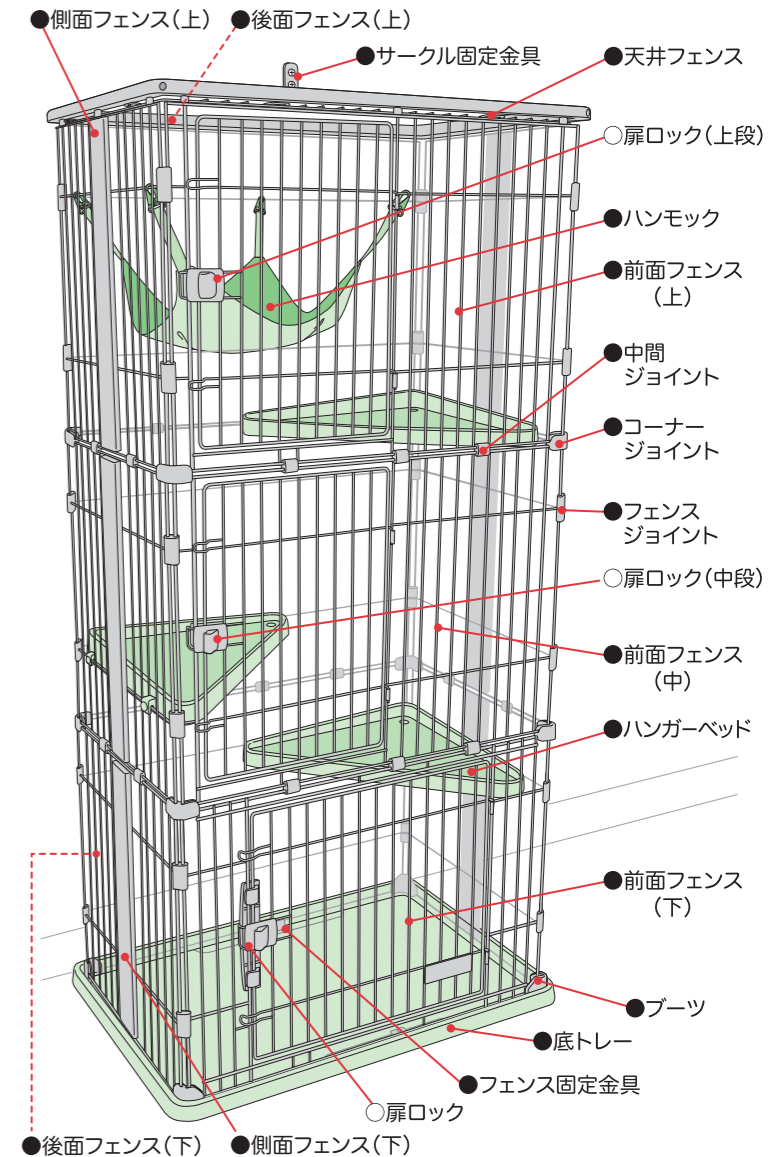 ●側面フェンス(上)
●後面フェンス(上)
●サークル固定金具
●天井フェンス
○扉ロック(上段)
●ハンモック
●前面フェンス
(上)
●中間
ジョイント
●コーナー
ジョイント
●フェンス
ジョイント
○扉ロック(中段)
●前面フェンス
(中)
●ハンガーベッド
●前面フェンス
(下)
●ブーツ
●底トレー
●フェンス固定金具
○扉ロック
●後面フェンス(下)
●側面フェンス(下)